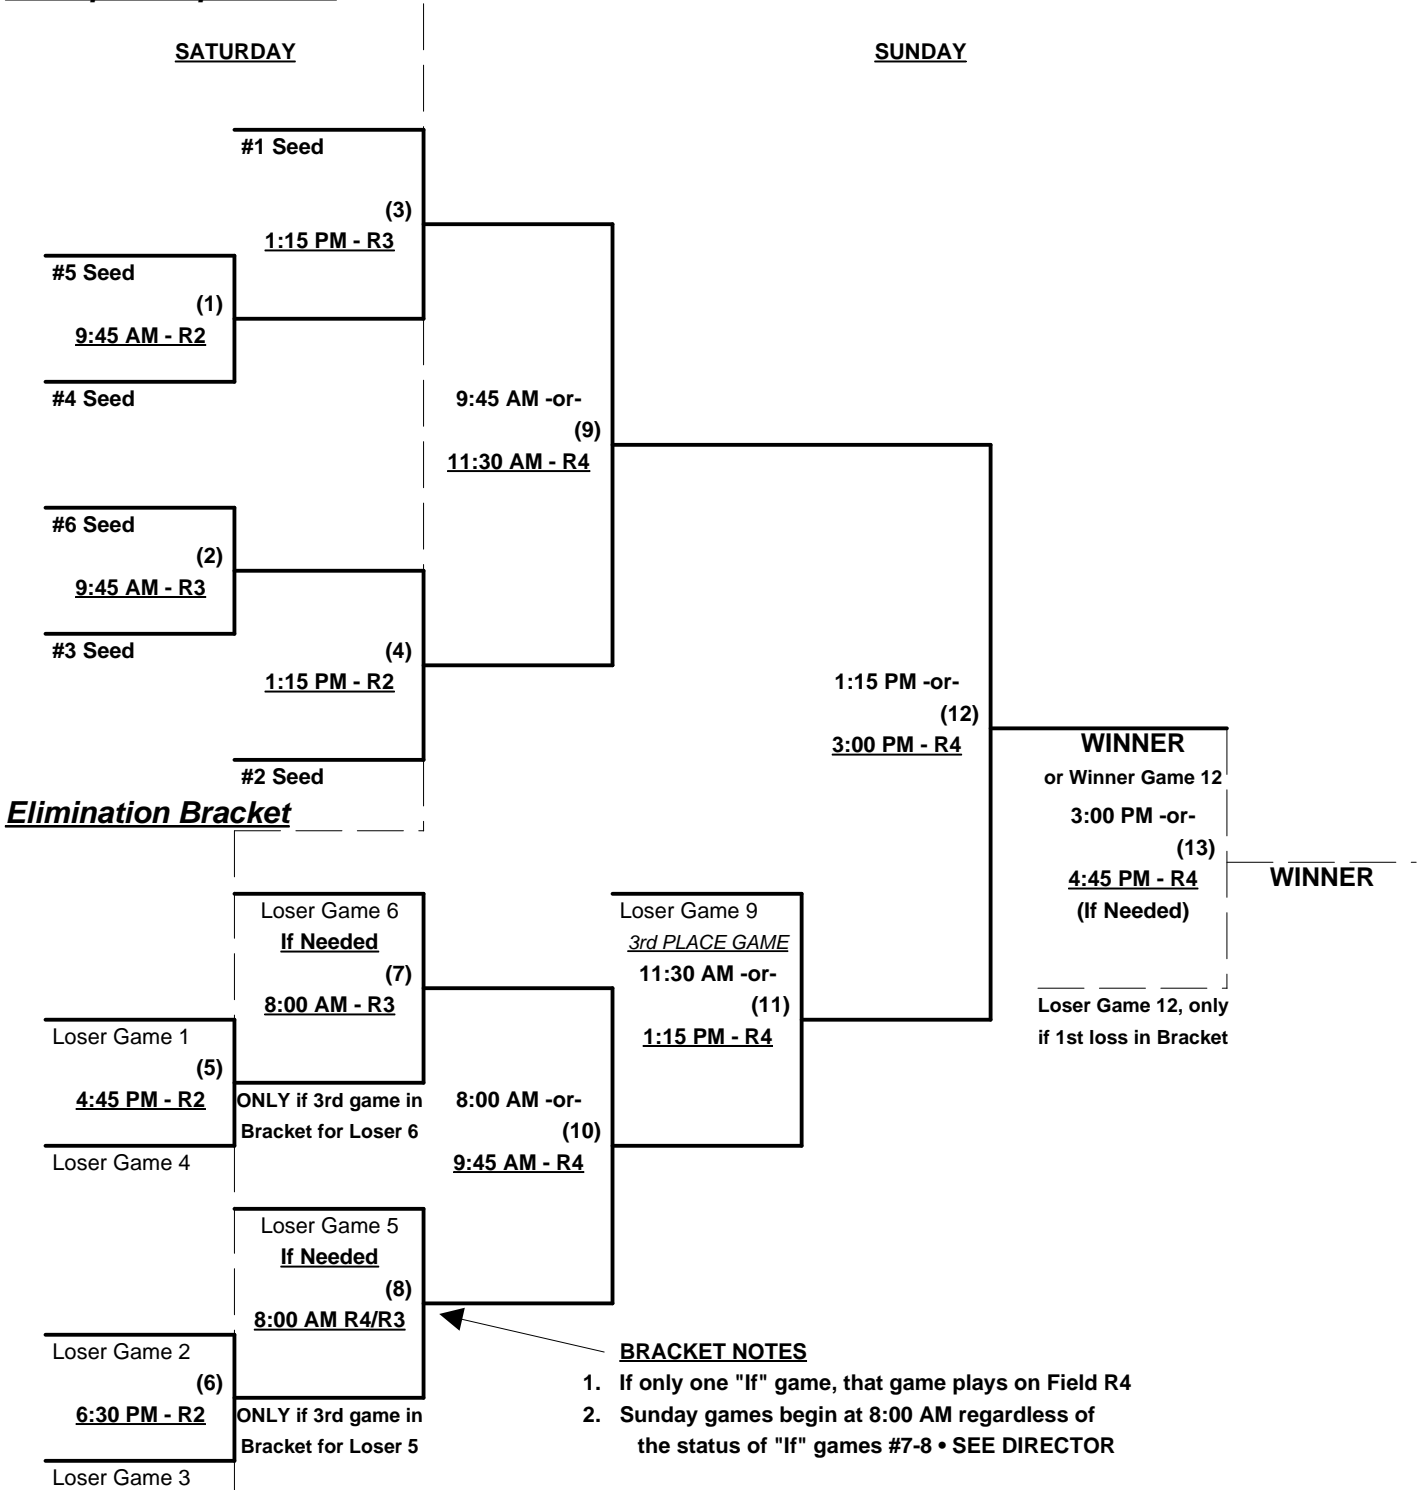 SATURDAY
SUNDAY
#1 Seed
(3)
1:15 PM - R3
#5 Seed
(1)
9:45 AM - R2
#4 Seed
9:45 AM -or-
(9)
11:30 AM - R4
#6 Seed
(2)
9:45 AM - R3
#3 Seed
(4)
1:15 PM - R2
#2 Seed
1:15 PM -or-
(12)
3:00 PM - R4
WINNER
or Winner Game 12
3:00 PM -or-
(13)
4:45 PM - R4
(If Needed)
WINNER
Loser Game 12, only
if 1st loss in Bracket
Elimination Bracket
Loser Game 6
If Needed
(7)
8:00 AM - R3
Loser Game 9
3rd PLACE GAME
11:30 AM -or-
(11)
1:15 PM - R4
Loser Game 1
(5)
4:45 PM - R2
Loser Game 4
ONLY if 3rd game in
Bracket for Loser 6
8:00 AM -or-
(10)
9:45 AM - R4
Loser Game 5
If Needed
(8)
8:00 AM R4/R3
Loser Game 2
(6)
6:30 PM - R2
Loser Game 3
ONLY if 3rd game in
Bracket for Loser 5
BRACKET NOTES
1. If only one "If" game, that game plays on Field R4
2. Sunday games begin at 8:00 AM regardless of
the status of "If" games #7-8 • SEE DIRECTOR